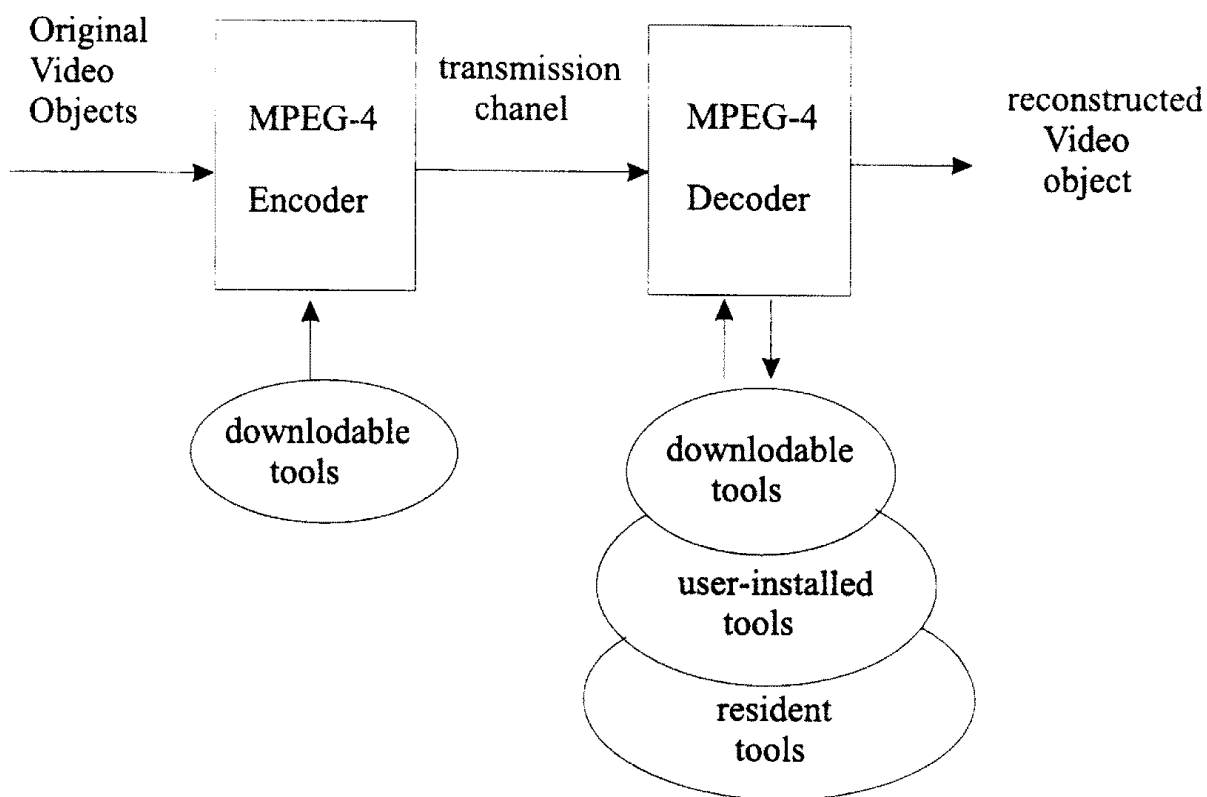 Original
Video
Objects
MPEG-4
Encoder
transmission
chanel
MPEG-4
Decoder
reconstructed
Video
object
downlodable
tools
downlodable
tools
user-installed
tools
resident
tools